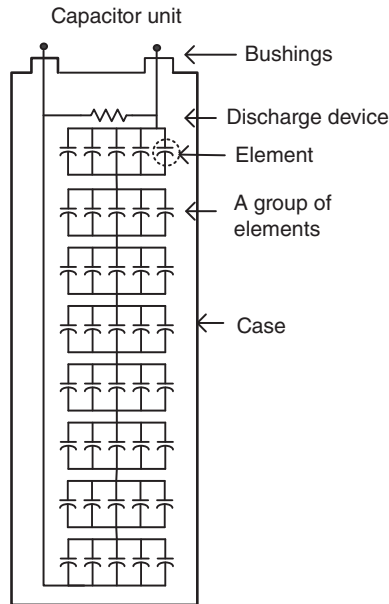 Capacitor unit
Bushings
Discharge device
Element
A group of
elements
Case